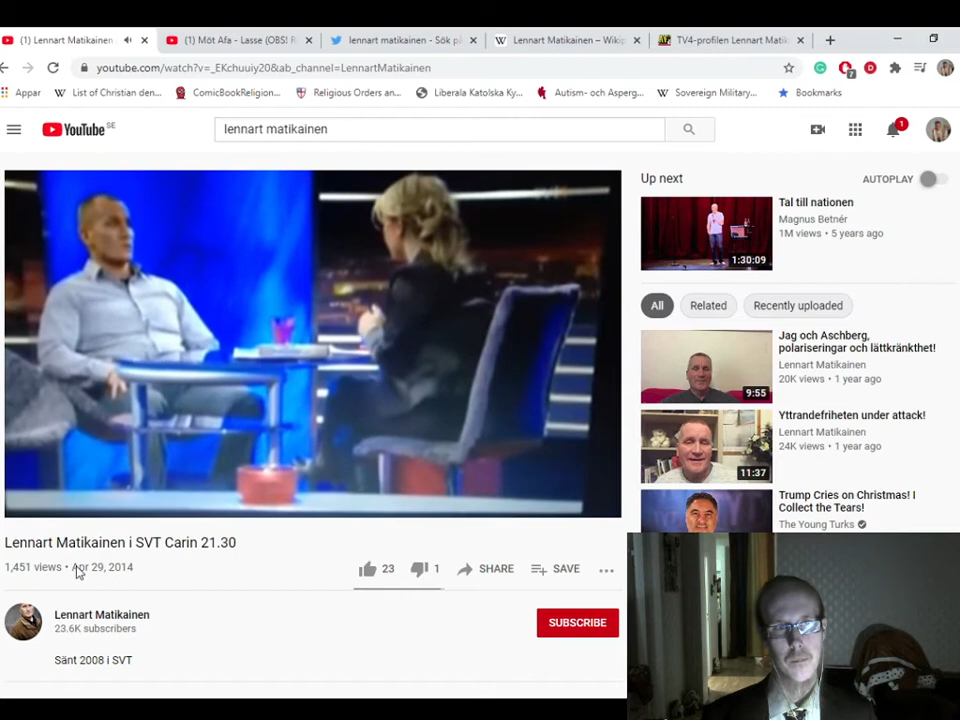 (1) Lennart Matikainen
(1) Möt Afa - Lasse (OBS! R
lennart matikainen - Sök p
Lennart Matikainen – Wikip
TV4-profilen Lennart Matik
youtube.com/watch?v=_EKchuuiy20&ab_channel=LennartMatikainen
7
Appar
List of Christian den...
ComicBookReligion...
Religious Orders an...
Liberala Katolska Ky...
Autism- och Asperg...
Sovereign Military...
Bookmarks
YouTube SE
lennart matikainen
1
Up next
AUTOPLAY
Tal till nationen
Magnus Betnér
1M views • 5 years ago
1:30:09
All
Related
Recently uploaded
Jag och Aschberg,
polariseringar och lättkränkthet!
Lennart Matikainen
20K views • 1 year ago
9:55
Yttrandefriheten under attack!
Lennart Matikainen
24K views • 1 year ago
11:37
Trump Cries on Christmas! I
Collect the Tears!
The Young Turks
Lennart Matikainen i SVT Carin 21.30
1,451 views • Apr 29, 2014
23
1
SHARE
SAVE
Lennart Matikainen
23.6K subscribers
SUBSCRIBE
Sänt 2008 i SVT